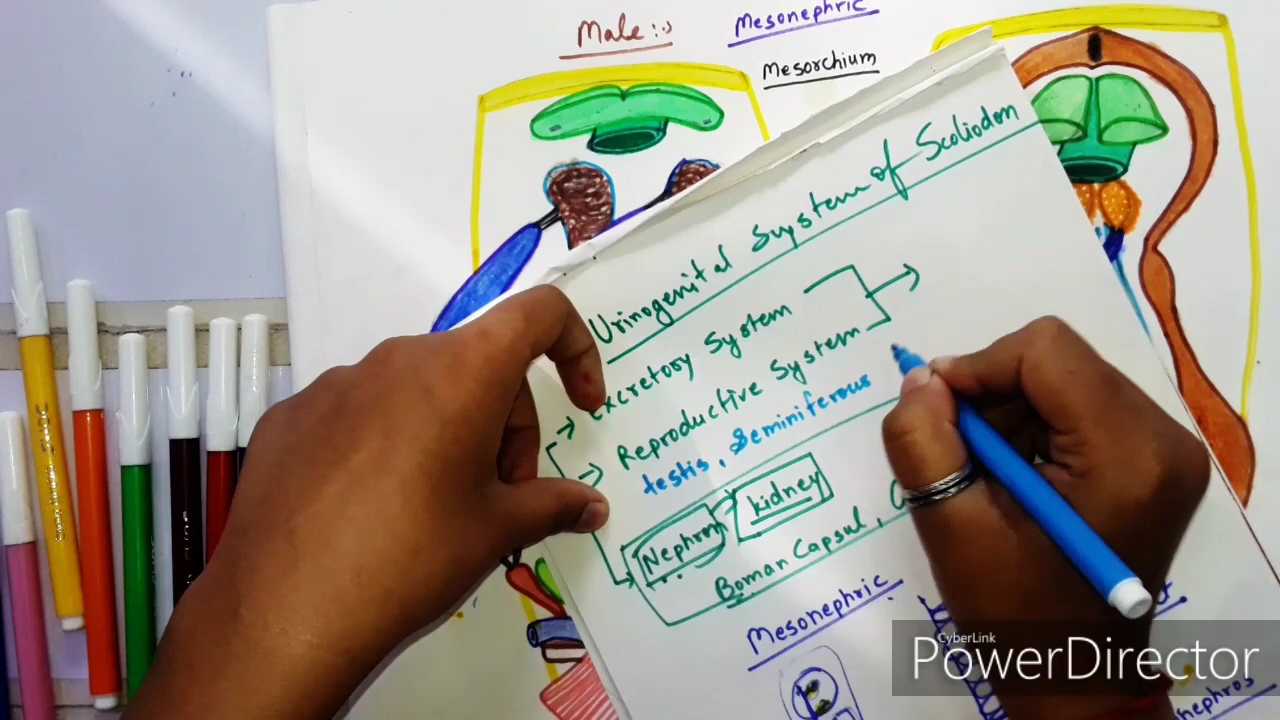 Male :-
Mesonephric
Mesorchium
Urinogenital System of Scoliodon
Excretory System
Reproductive System
testis, Seminiferous
Nephron
kidney
Boman Capsul,
Mesonephric
nephros
CyberLink
PowerDirector